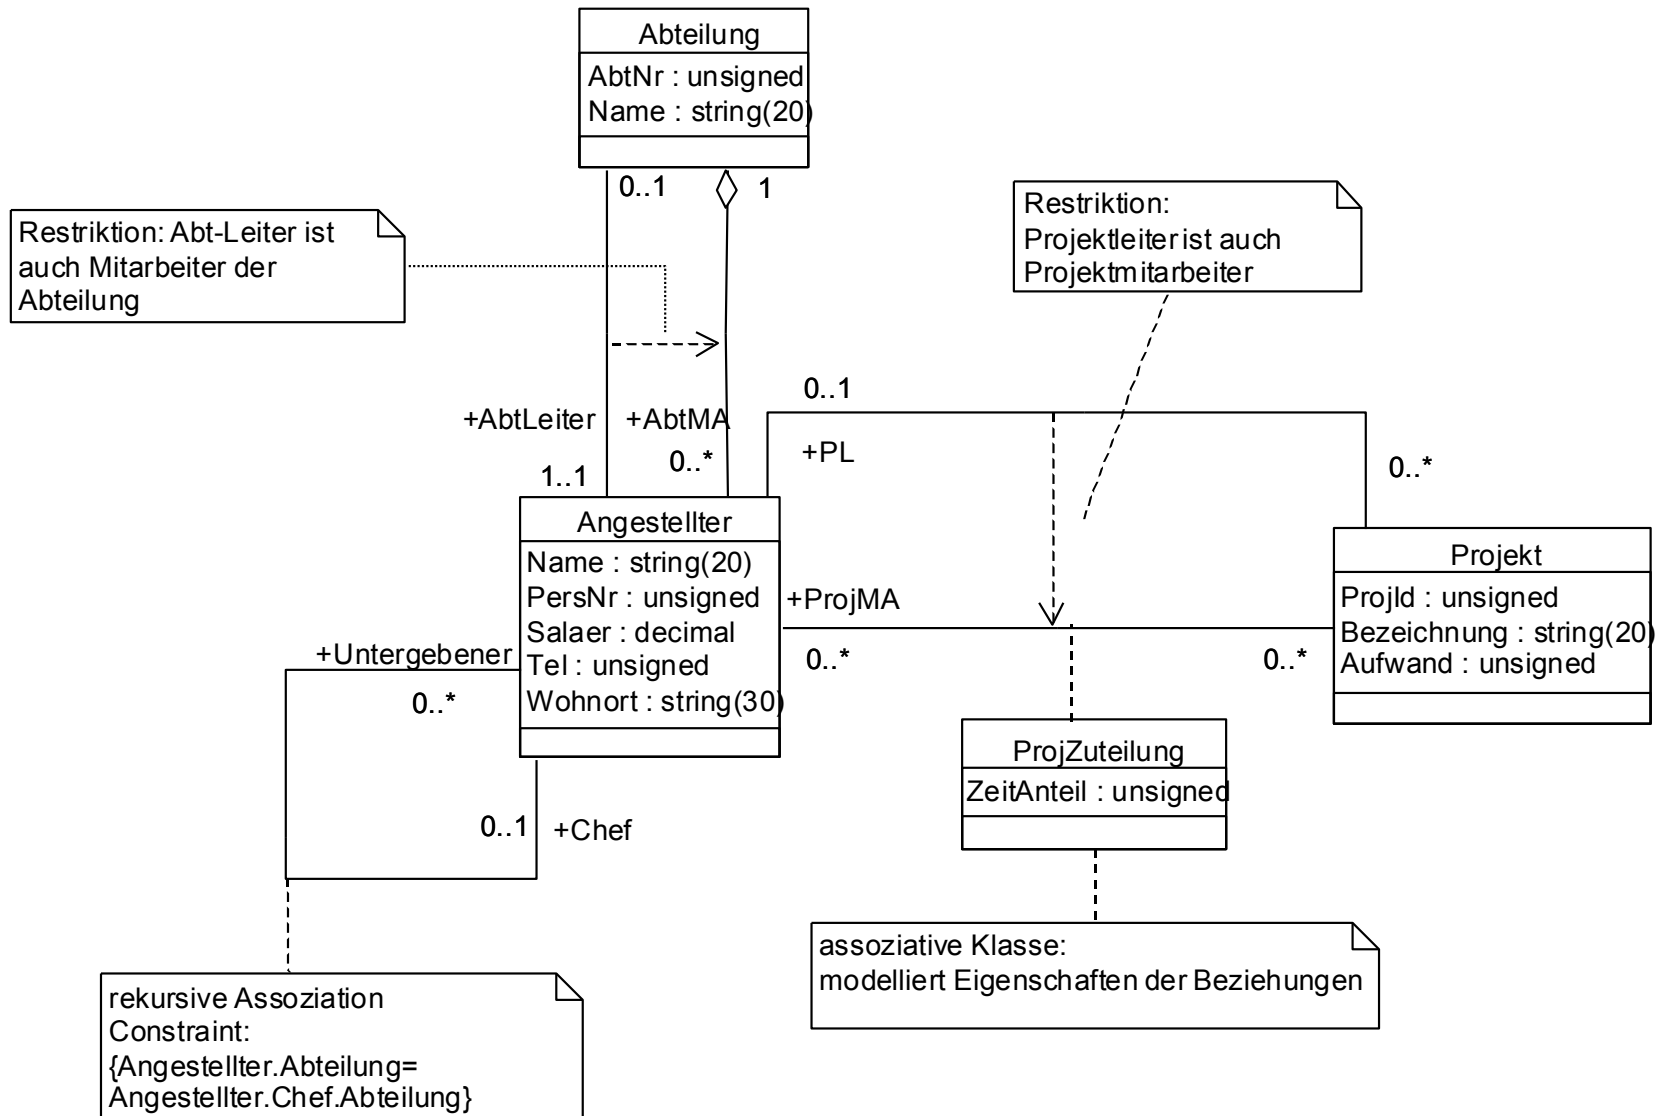 Abteilung
AbtNr : unsigned
Name : string(20)
0..1
1
Restriktion: Abt-Leiter ist
auch Mitarbeiter der
Abteilung
Restriktion:
Projektleiter ist auch
Projektmitarbeiter
+AbtLeiter
+AbtMA
1..1
0..*
0..1
+PL
0..*
Angestellter
Name : string(20)
PersNr : unsigned
Salaer : decimal
Tel : unsigned
Wohnort : string(30)
+ProjMA
0..*
0..*
Projekt
ProjId : unsigned
Bezeichnung : string(20)
Aufwand : unsigned
+Untergebener
0..*
0..1
+Chef
ProjZuteilung
ZeitAnteil : unsigned
assoziative Klasse:
modelliert Eigenschaften der Beziehungen
rekursive Assoziation
Constraint:
{Angestellter.Abteilung=
Angestellter.Chef.Abteilung}